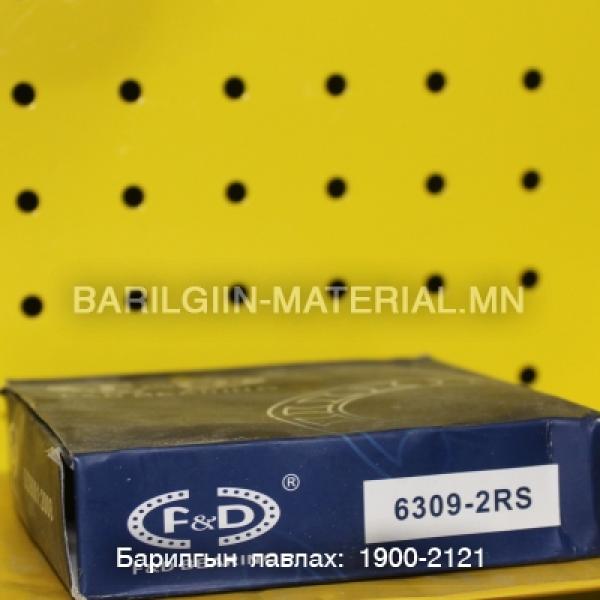 BARILGIIN-MATERIAL.MN
F&D
®
6309-2RS
Барилгын лавлах: 1900-2121